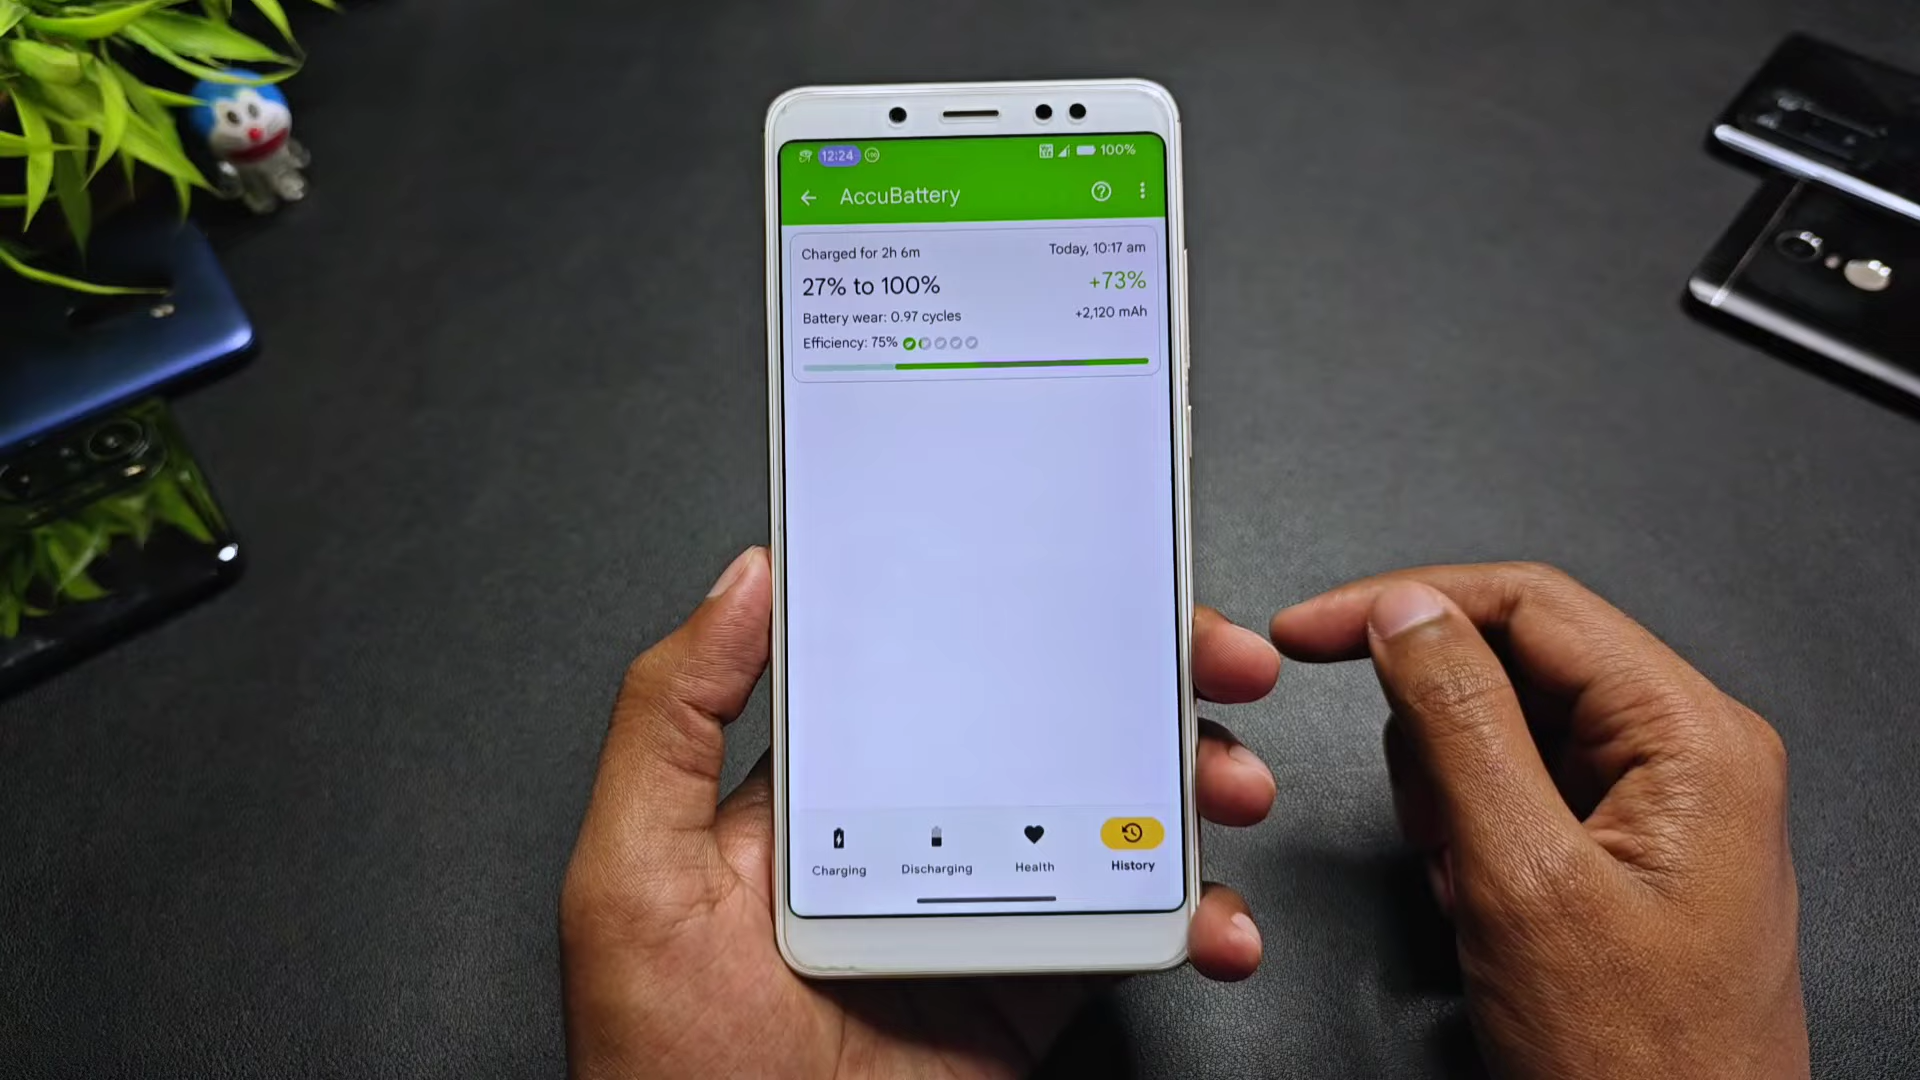 12:24 100%
AccuBattery
Charged for 2h 6m Today, 10:17 am
27% to 100% +73%
Battery wear: 0.97 cycles +2,120 mAh
Efficiency: 75%
Charging Discharging Health History